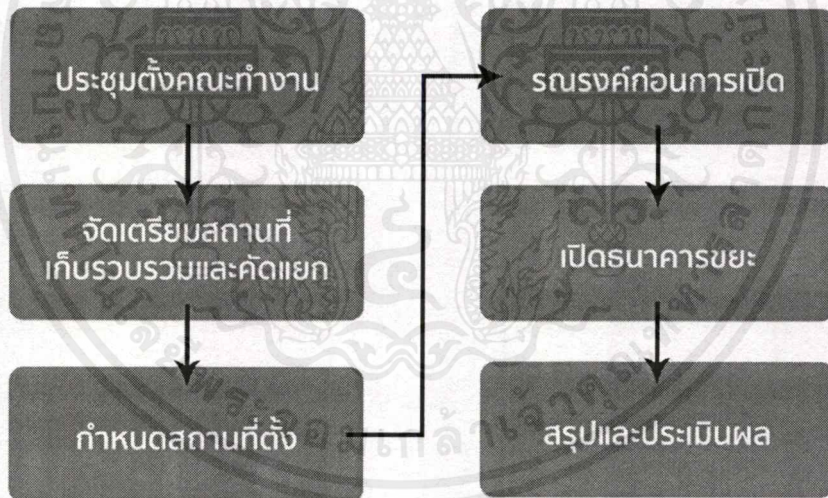 ประชุมตั้งคณะทำงาน
จัดเตรียมสถานที่
เก็บรวบรวมและคัดแยก
กำหนดสถานที่ตั้ง
รณรงค์ก่อนการเปิด
เปิดธนาคารขยะ
สรุปและประเมินผล